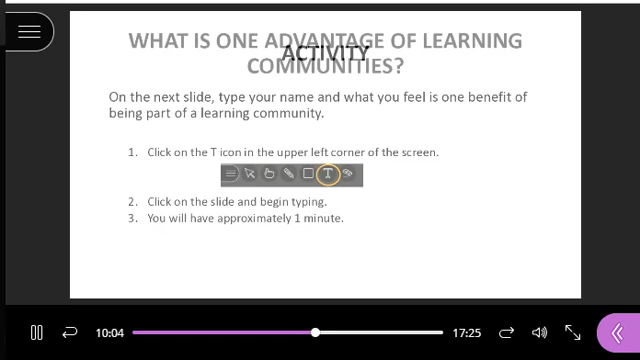 WHAT IS ONE ADVANTAGE OF LEARNING
COMMUNITIES?
ACTIVITY
On the next slide, type your name and what you feel is one benefit of
being part of a learning community.
1. Click on the T icon in the upper left corner of the screen.
T
2. Click on the slide and begin typing.
3. You will have approximately 1 minute.
10:04
17:25